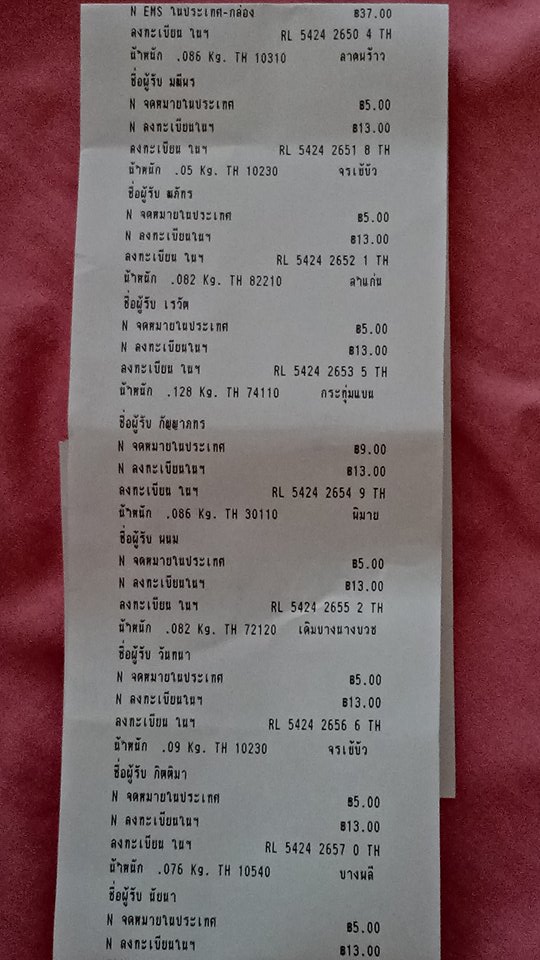 N EMS ในประเทศ-กล่อง ฿37.00
ลงทะเบียน ในฯ RL 5424 2650 4 TH
น้ำหนัก .086 Kg. TH 10310 ลาดพร้าว
ชื่อผู้รับ มณีนร
N จดหมายในประเทศ ฿5.00
N ลงทะเบียนในฯ ฿13.00
ลงทะเบียน ในฯ RL 5424 2651 8 TH
น้ำหนัก .05 Kg. TH 10230 จรเข้บัว
ชื่อผู้รับ
N จดหมายในประเทศ ฿5.00
N ลงทะเบียนในฯ ฿13.00
ลงทะเบียน ในฯ RL 5424 2652 1 TH
น้ำหนัก .082 Kg. TH 82210 ลำแก่น
ชื่อผู้รับ เรวัต
N จดหมายในประเทศ ฿5.00
N ลงทะเบียนในฯ ฿13.00
ลงทะเบียน ในฯ RL 5424 2653 5 TH
น้ำหนัก .128 Kg. TH 74110 กระทุ่มแบน
ชื่อผู้รับ กัญญาภทร
N จดหมายในประเทศ ฿9.00
N ลงทะเบียนในฯ ฿13.00
ลงทะเบียน ในฯ RL 5424 2654 9 TH
น้ำหนัก .086 Kg. TH 30110 พิมาย
ชื่อผู้รับ พนม
N จดหมายในประเทศ ฿5.00
N ลงทะเบียนในฯ ฿13.00
ลงทะเบียน ในฯ RL 5424 2655 2 TH
น้ำหนัก .082 Kg. TH 72120 เดิมบางนางบวช
ชื่อผู้รับ วันทนา
N จดหมายในประเทศ ฿5.00
N ลงทะเบียนในฯ ฿13.00
ลงทะเบียน ในฯ RL 5424 2656 6 TH
น้ำหนัก .09 Kg. TH 10230 จรเข้บัว
ชื่อผู้รับ กิตติมา
N จดหมายในประเทศ ฿5.00
N ลงทะเบียนในฯ ฿13.00
ลงทะเบียน ในฯ RL 5424 2657 0 TH
น้ำหนัก .076 Kg. TH 10540 บางพลี
ชื่อผู้รับ นัยนา
N จดหมายในประเทศ ฿5.00
N ลงทะเบียนในฯ ฿13.00